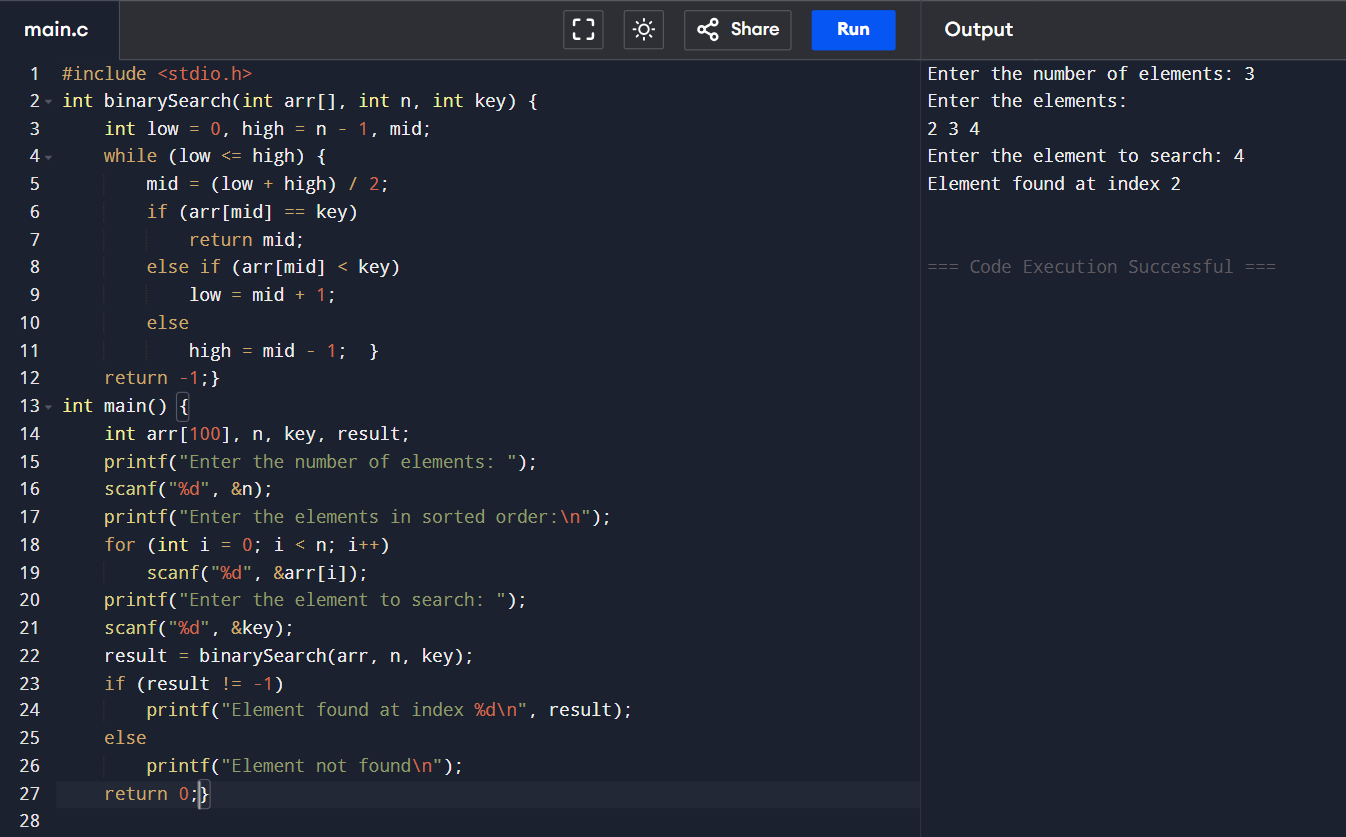 main.c
Share
Run
Output
1 #include <stdio.h>
2 int binarySearch(int arr[], int n, int key) {
3     int low = 0, high = n - 1, mid;
4     while (low <= high) {
5         mid = (low + high) / 2;
6         if (arr[mid] == key)
7             return mid;
8         else if (arr[mid] < key)
9             low = mid + 1;
10         else
11             high = mid - 1;  }
12     return -1;}
13 int main() {
14     int arr[100], n, key, result;
15     printf("Enter the number of elements: ");
16     scanf("%d", &n);
17     printf("Enter the elements in sorted order:\n");
18     for (int i = 0; i < n; i++)
19         scanf("%d", &arr[i]);
20     printf("Enter the element to search: ");
21     scanf("%d", &key);
22     result = binarySearch(arr, n, key);
23     if (result != -1)
24         printf("Element found at index %d\n", result);
25     else
26         printf("Element not found\n");
27     return 0;}
28
Enter the number of elements: 3
Enter the elements:
2 3 4
Enter the element to search: 4
Element found at index 2
=== Code Execution Successful ===